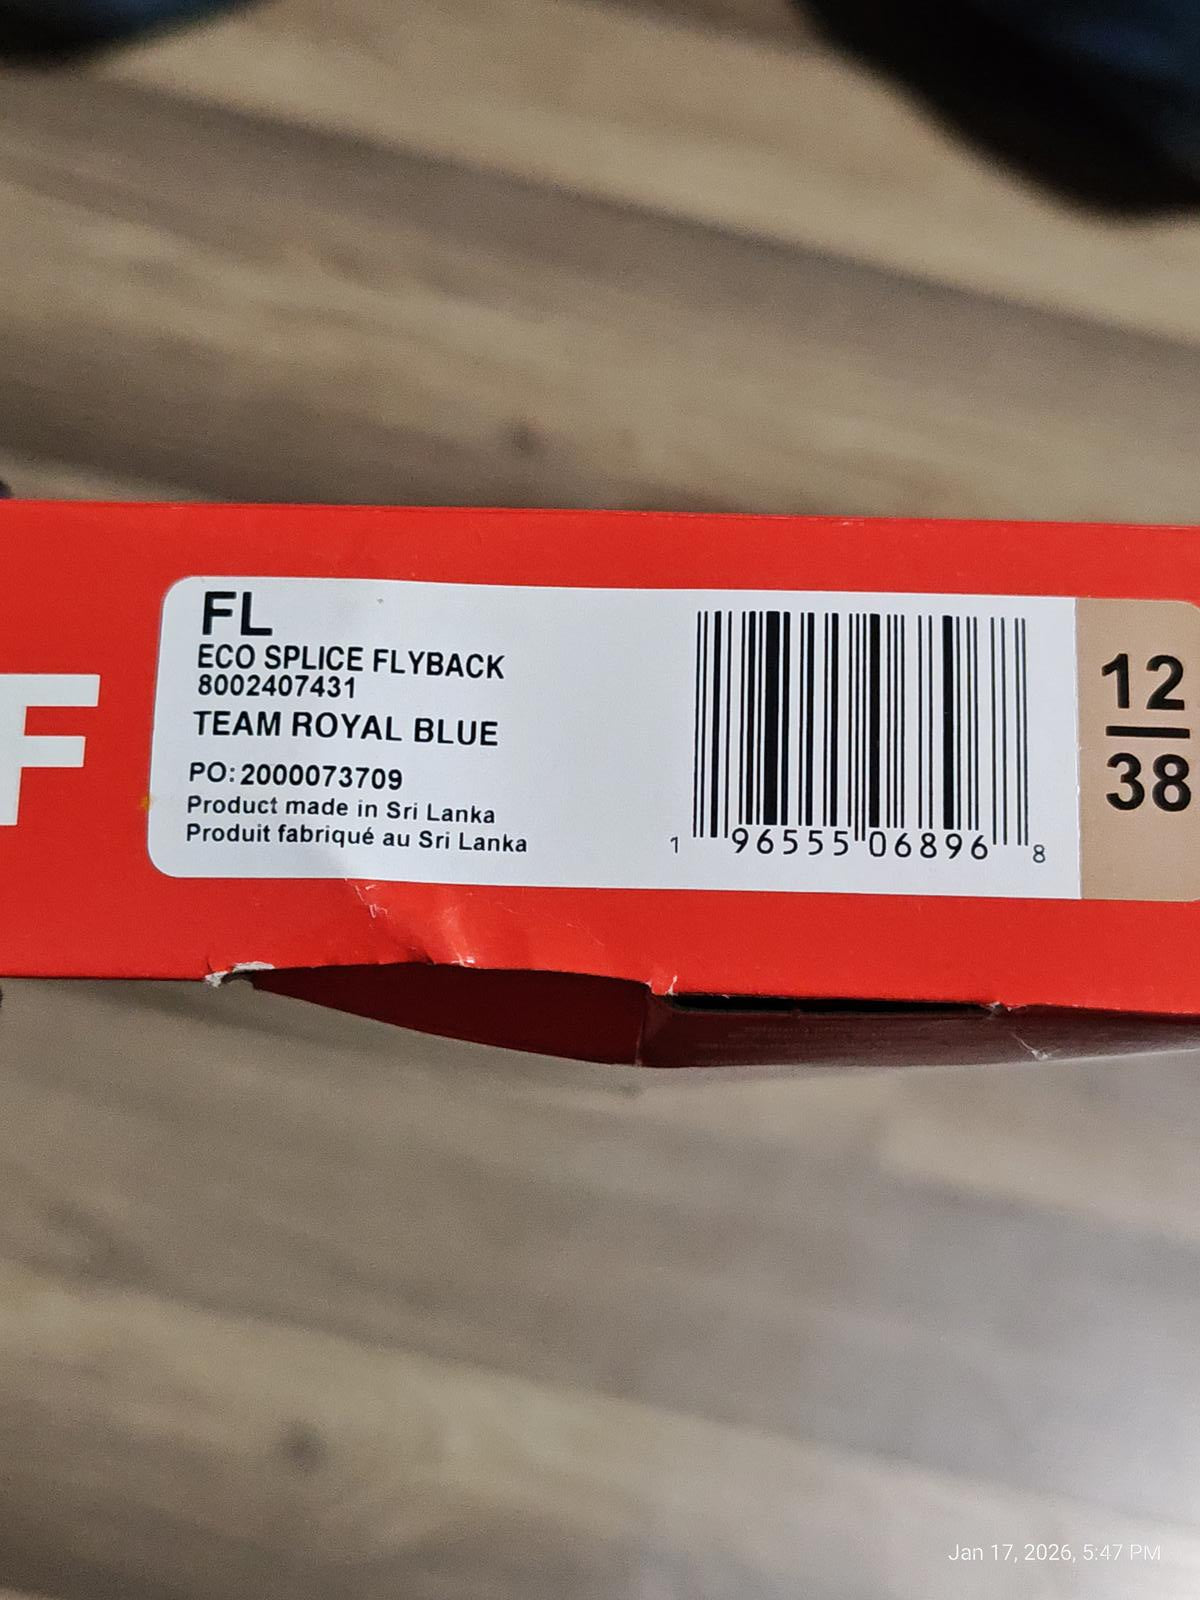 F
FL
ECO SPLICE FLYBACK
8002407431
TEAM ROYAL BLUE
PO: 2000073709
Product made in Sri Lanka
Produit fabriqué au Sri Lanka
1 96555 06896 8
12
38
Jan 17, 2026, 5:47 PM